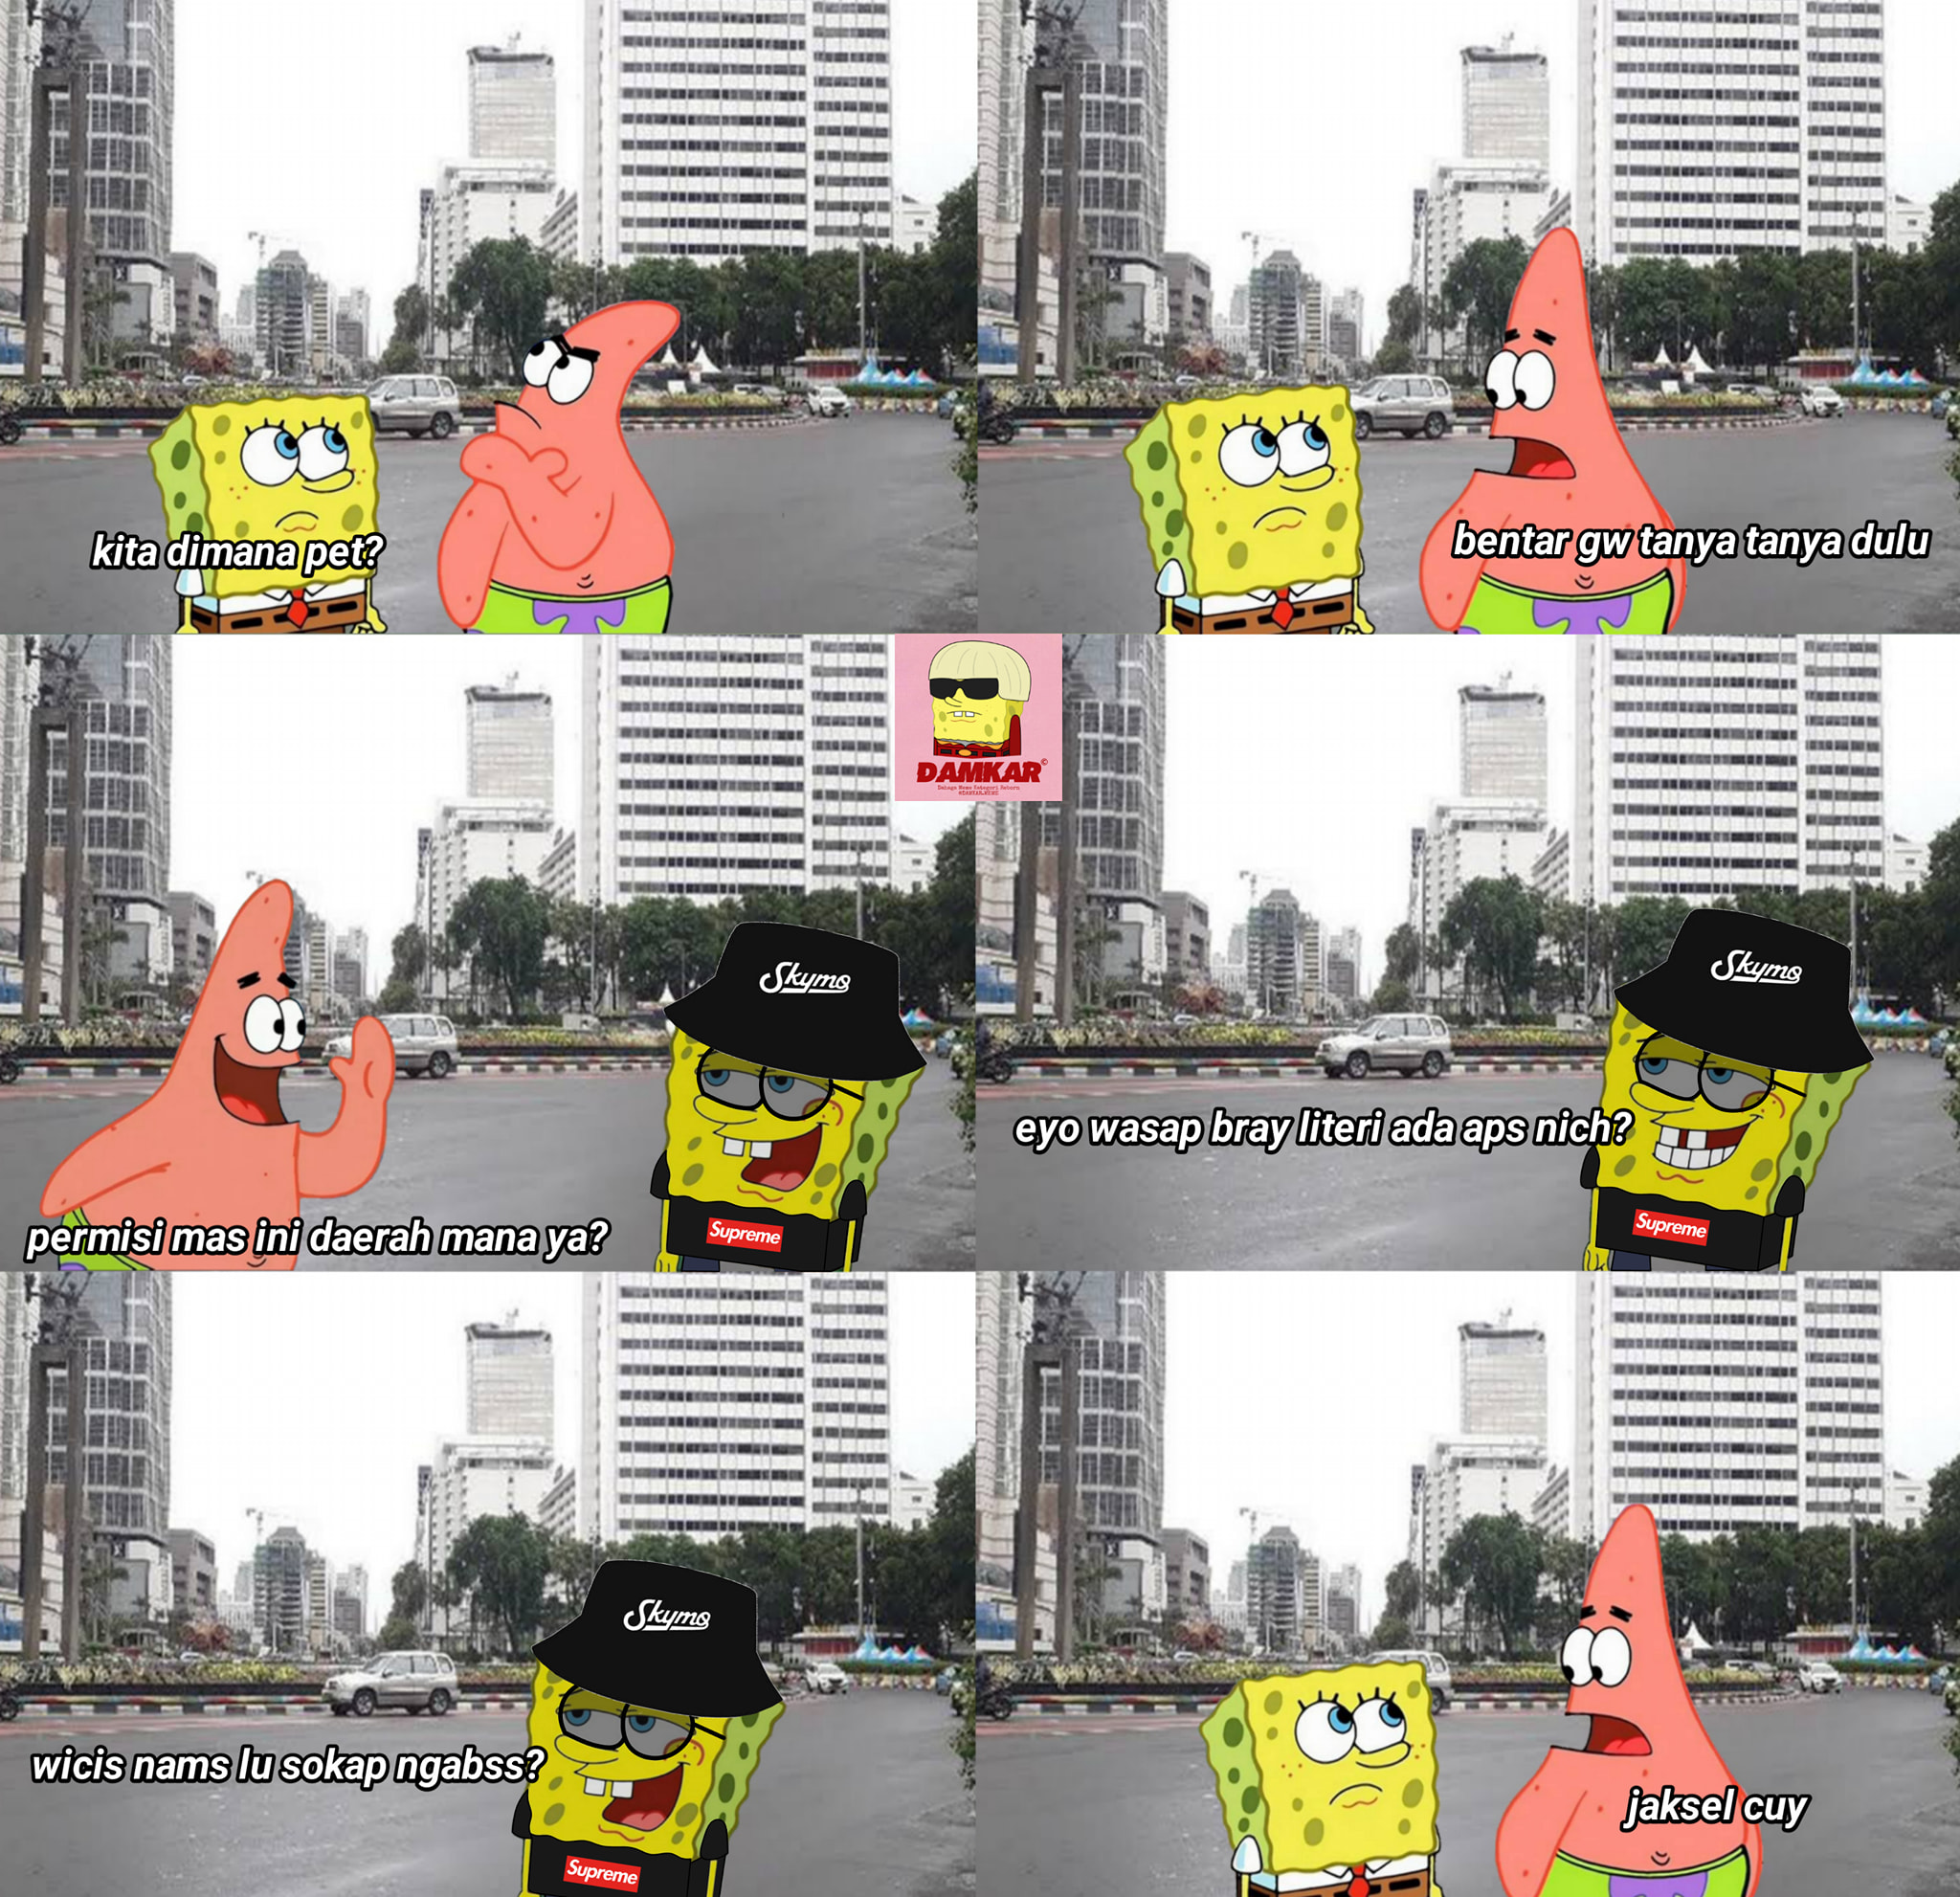 kita dimana pet?
bentar gw tanya tanya dulu
DAMKAR©
Skymo
Supreme
permisi mas ini daerah mana ya?
Skymo
eyo wasap bray literi ada aps nich?
Supreme
Skymo
wicis nams lu sokap ngabss?
Supreme
jaksel cuy